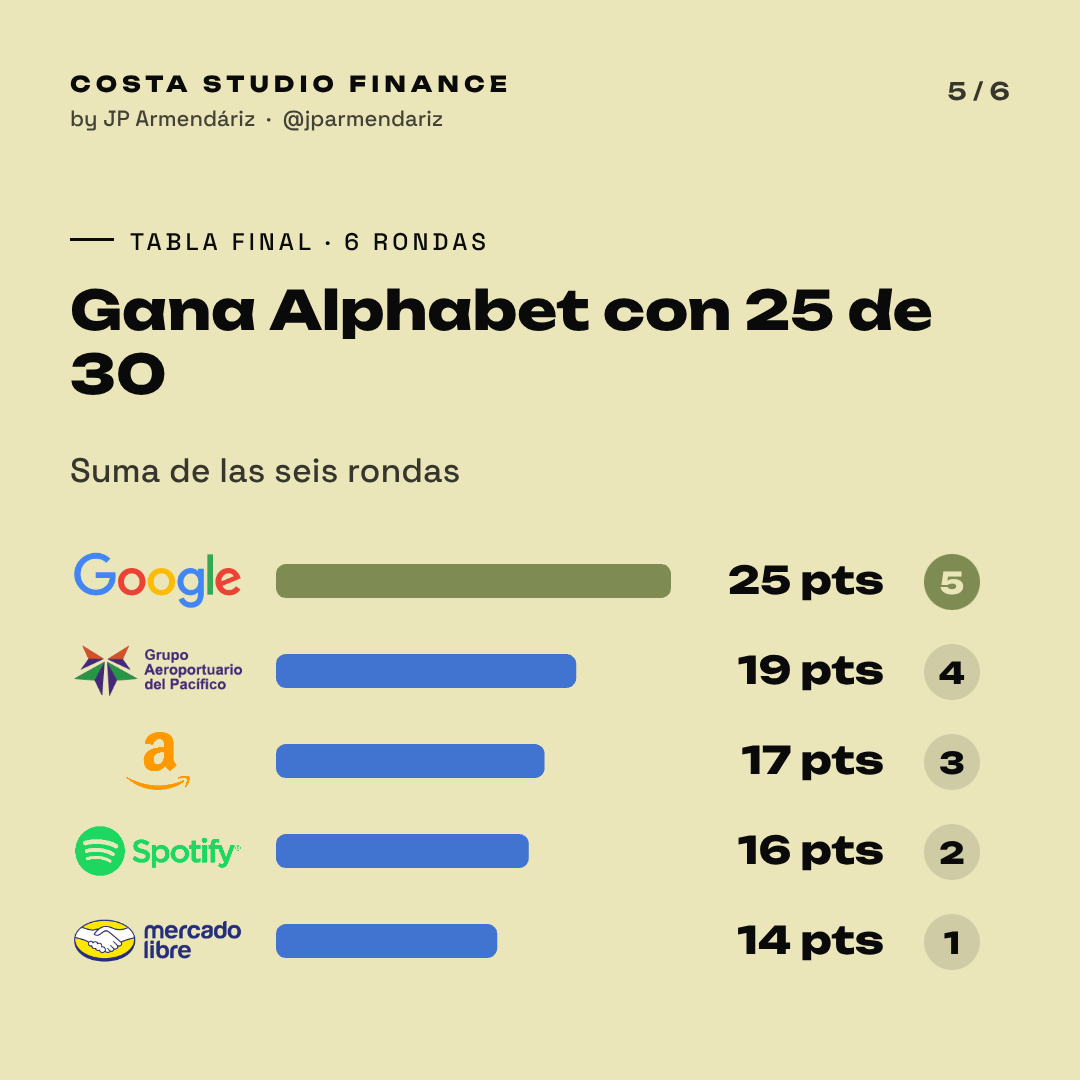 COSTA STUDIO FINANCE
5 / 6
by JP Armendáriz · @jparmendariz
TABLA FINAL · 6 RONDAS
Gana Alphabet con 25 de
30
Suma de las seis rondas
Google 25 pts 5
Grupo
Aeroportuario
del Pacífico
19 pts 4
a 17 pts 3
Spotify® 16 pts 2
mercado
libre
14 pts 1